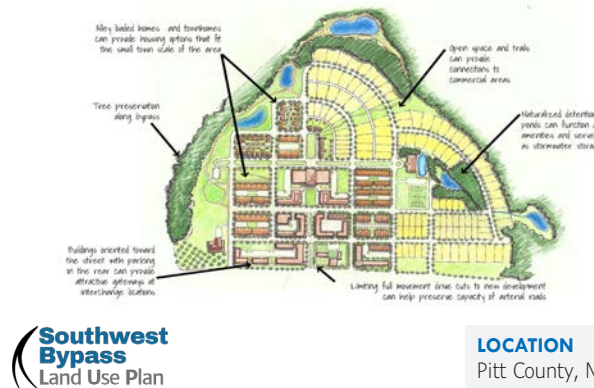 Alley loaded homes and townhomes
can provide housing options that fit
the small town scale of the area
Open space and trails
can provide
connections to
commercial areas
Tree preservation
along bypass
Naturalized detention
ponds can function
amenities and serve
as stormwater
Buildings oriented toward
the street with parking
in the rear can provide
attractive gateways at
interchange locations
Limiting full movement drive cuts to new development
can help preserve capacity of arterial roads
Southwest
Bypass
Land Use Plan
LOCATION
Pitt County,